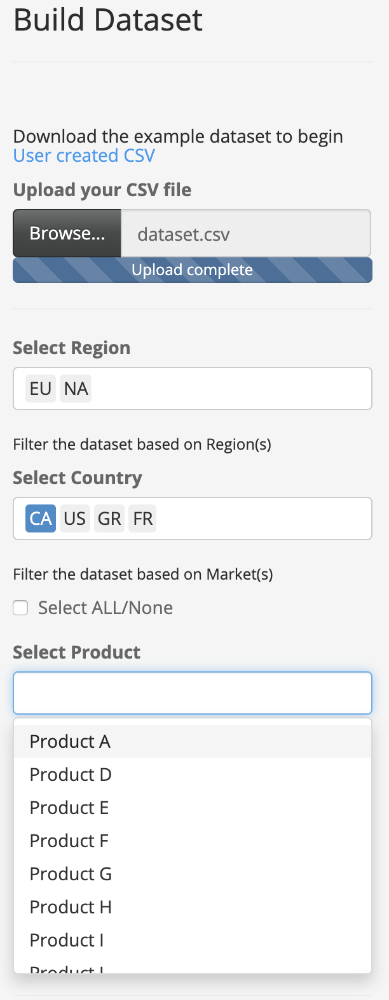 Build Dataset
Download the example dataset to begin
User created CSV
Upload your CSV file
Browse... dataset.csv
Upload complete
Select Region
EU NA
Filter the dataset based on Region(s)
Select Country
CA US GR FR
Filter the dataset based on Market(s)
Select ALL/None
Select Product
Product A
Product D
Product E
Product F
Product G
Product H
Product I
Product